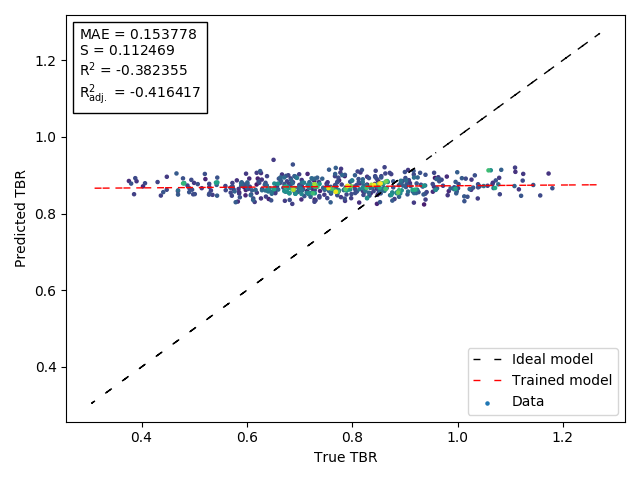 MAE = 0.153778
S = 0.112469
R² = -0.382355
R²adj. = -0.416417
1.2
1.0
0.8
0.6
0.4
Predicted TBR
Ideal model
Trained model
Data
0.4 0.6 0.8 1.0 1.2
True TBR